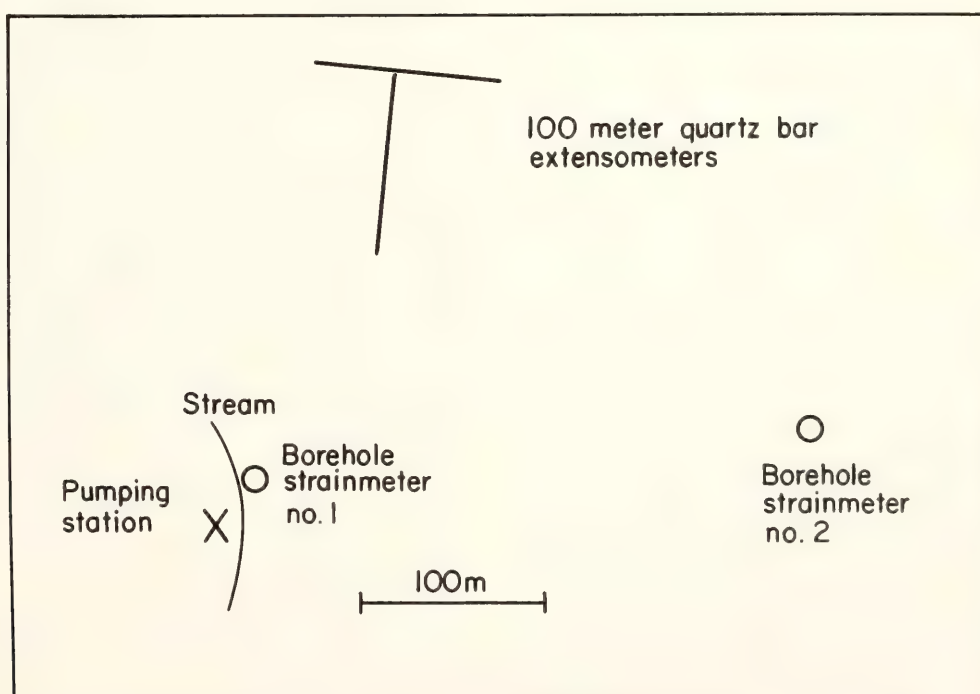 100 meter quartz bar
extensometers
Stream
Borehole
strainmeter
no. 1
Pumping
station
Borehole
strainmeter
no. 2
100m